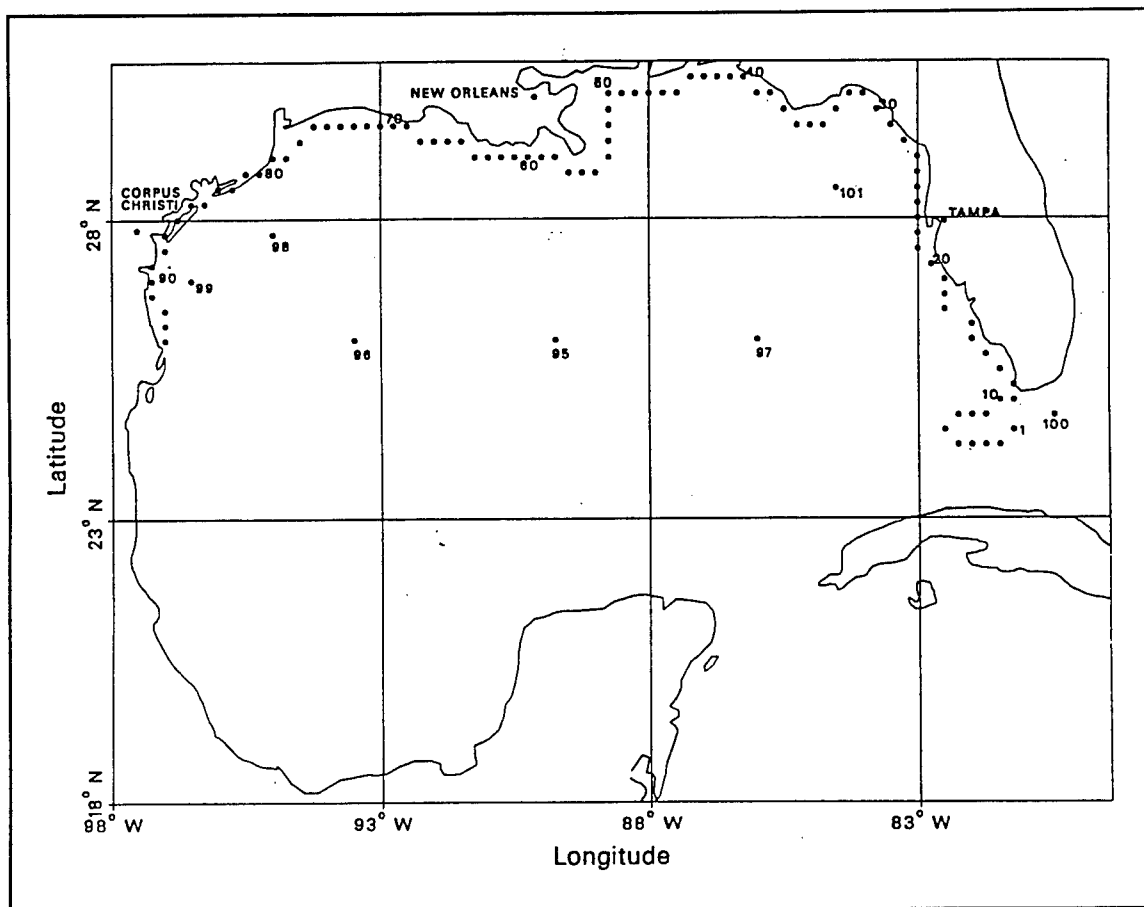 40
NEW ORLEANS
50
30
70
60
80
101
CORPUS
CHRISTI
TAMPA
28° N
98
20
90
99
96
95
97
10
1
100
Latitude
23° N
18° N
98° W
93° W
88° W
83° W
Longitude